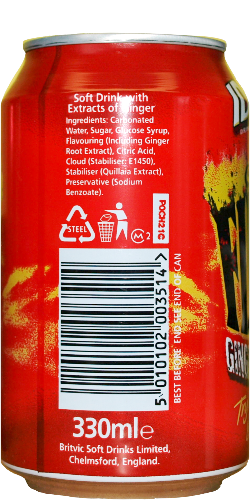 Soft Drink with
Extracts of Ginger
Ingredients: Carbonated
Water, Sugar, Glucose Syrup,
Flavouring (Including Ginger
Root Extract), Citric Acid,
Cloud (Stabiliser: E1450),
Stabiliser (Quillaia Extract),
Preservative (Sodium
Benzoate).
STEEL
M 2
POCH21C
5 010102 003514 >
BEST BEFORE END SEE END OF CAN
330ml e
Britvic Soft Drinks Limited,
Chelmsford, England.